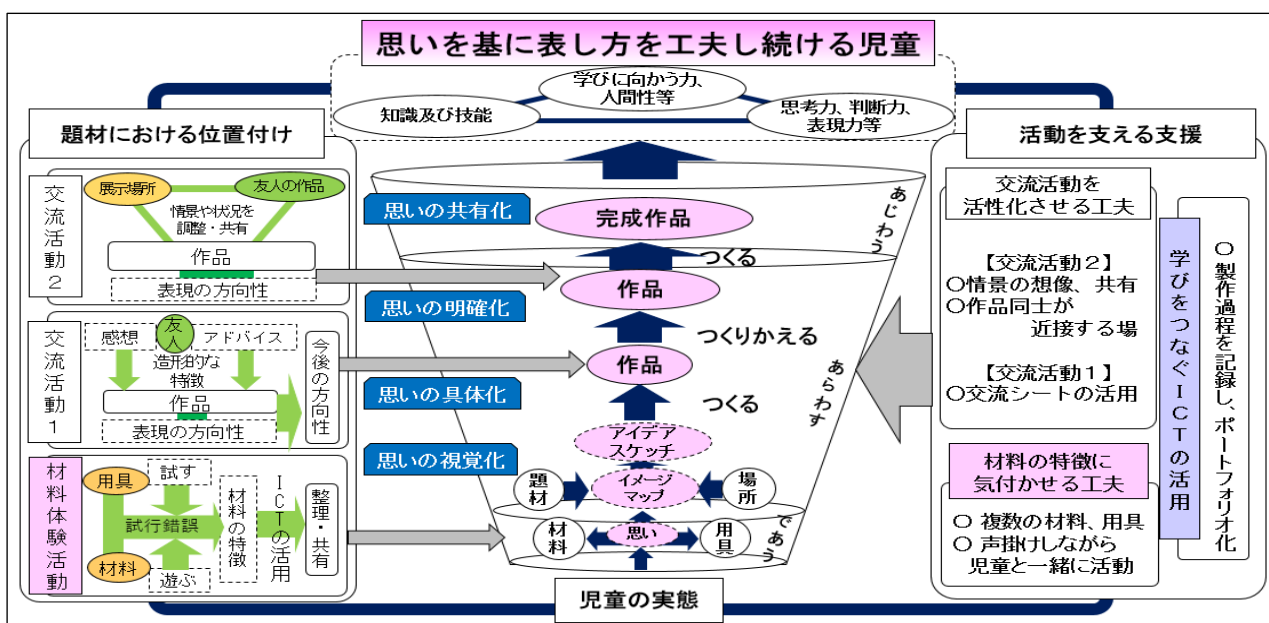 思いを基に表し方を工夫し続ける児童
学びに向かう力、
人間性等
知識及び技能
思考力、判断力、
表現力等
題材における位置付け
交流活動2
展示場所
友人の作品
情景や状況を
調整・共有
作品
表現の方向性
交流活動1
感想
友人
アドバイス
造形的な
特徴
作品
表現の方向性
今後の方向性
材料体験活動
用具
試す
試行錯誤
材料
遊ぶ
材料の特徴
ICTの活用
整理・共有
思いの共有化
思いの明確化
思いの具体化
思いの視覚化
完成作品
つくる
作品
つくりかえる
作品
つくる
アイデア
スケッチ
題材
イメージ
マップ
場所
材料
思い
用具
あじわう
あらわす
であう
児童の実態
活動を支える支援
交流活動を
活性化させる工夫
【交流活動2】
〇情景の想像、共有
〇作品同士が
近接する場
【交流活動1】
〇交流シートの活用
材料の特徴に
気付かせる工夫
〇 複数の材料、用具
〇 声掛けしながら
児童と一緒に活動
学びをつなぐICTの活用
〇製作過程を記録し、ポートフォリオ化